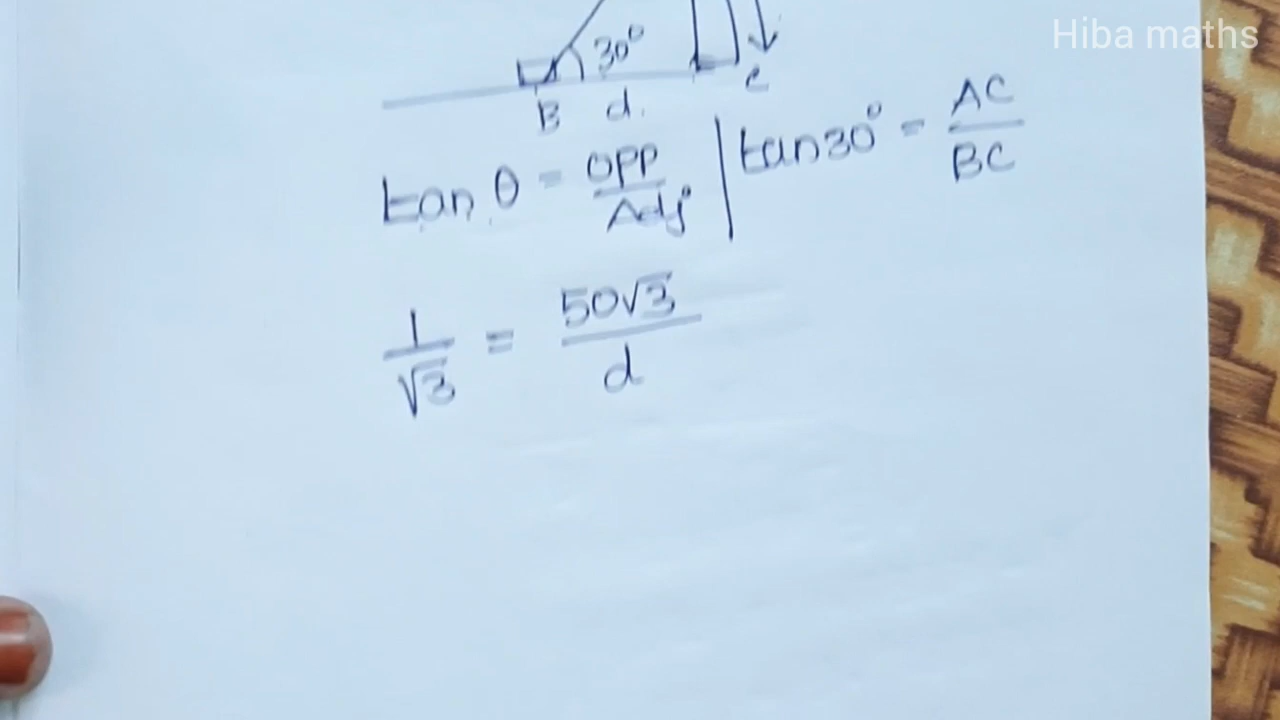 Hiba maths
30°
B d. C
tan θ = opp/Adj | tan30° = AC/BC
1/√3 = 50√3/d